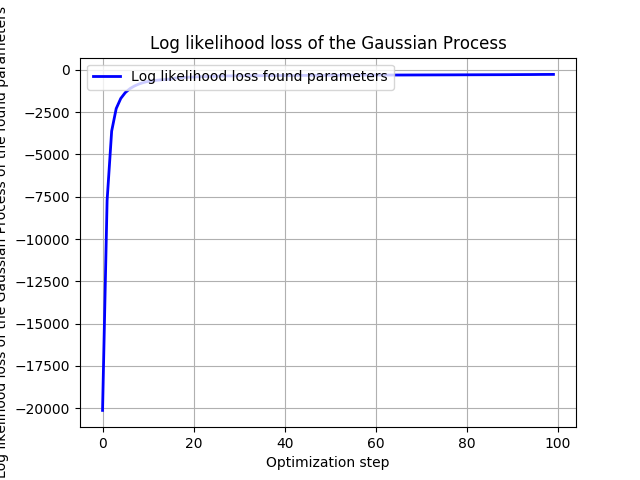 Log likelihood loss of the Gaussian Process
Log likelihood loss found parameters
Log likelihood loss of the Gaussian Process of the found parameters
0
−2500
−5000
−7500
−10000
−12500
−15000
−17500
−20000
0 20 40 60 80 100
Optimization step